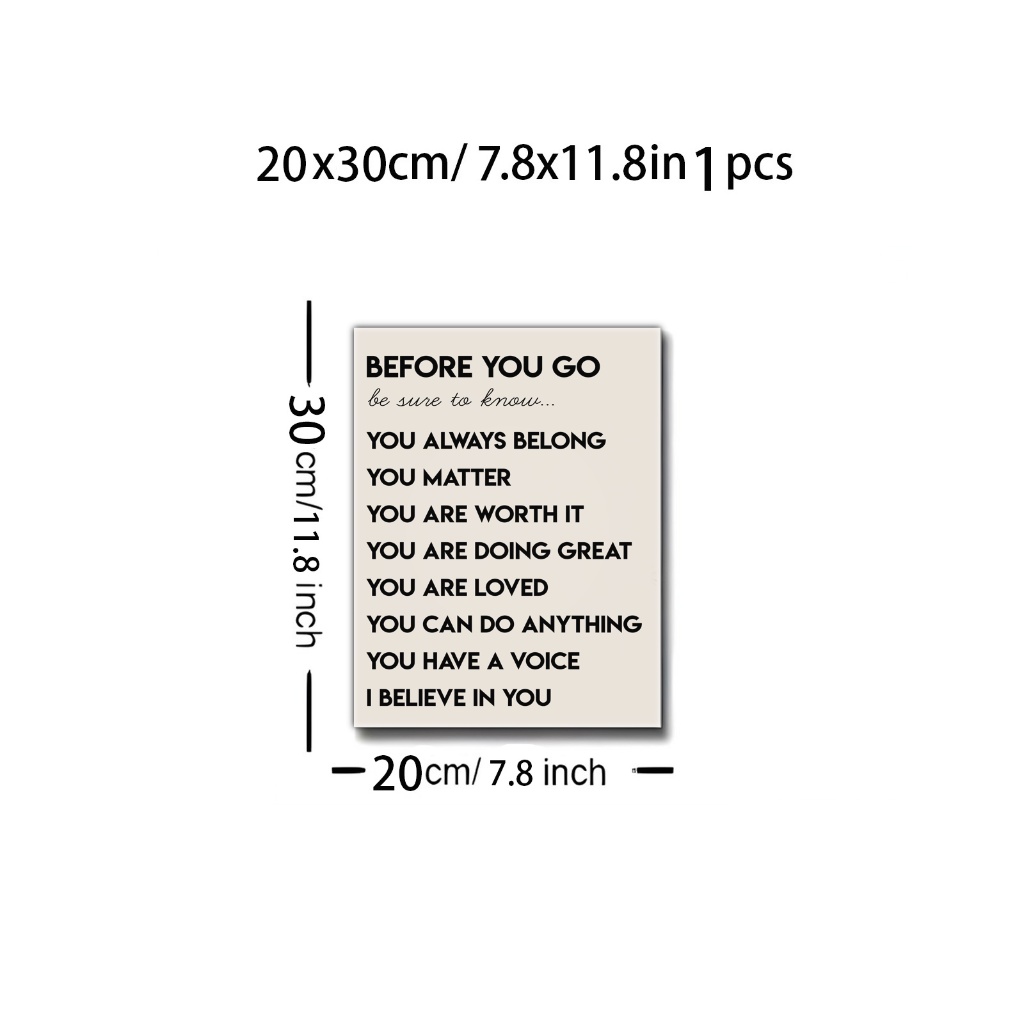 20x30cm/ 7.8x11.8in 1 pcs
30 cm/11.8 inch
BEFORE YOU GO
be sure to know...
YOU ALWAYS BELONG
YOU MATTER
YOU ARE WORTH IT
YOU ARE DOING GREAT
YOU ARE LOVED
YOU CAN DO ANYTHING
YOU HAVE A VOICE
I BELIEVE IN YOU
20cm/ 7.8 inch